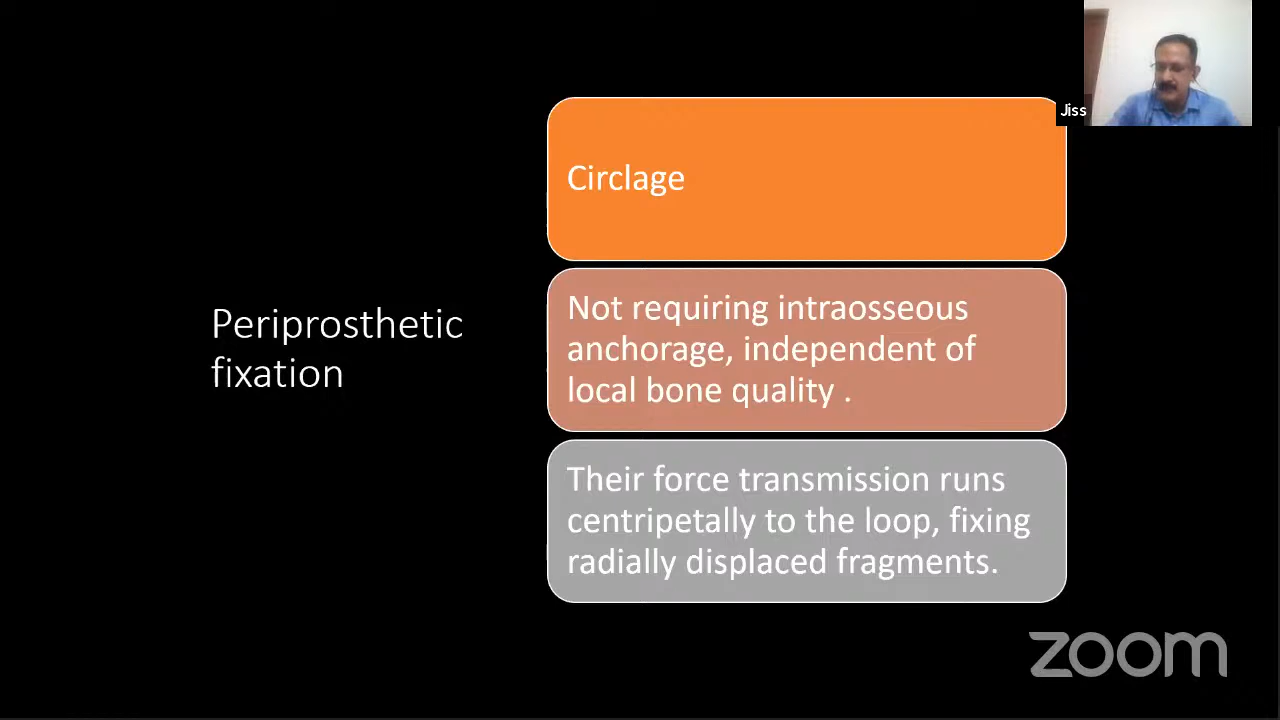 Jiss
Circlage
Periprosthetic
fixation
Not requiring intraosseous
anchorage, independent of
local bone quality .
Their force transmission runs
centripetally to the loop, fixing
radially displaced fragments.
zoom